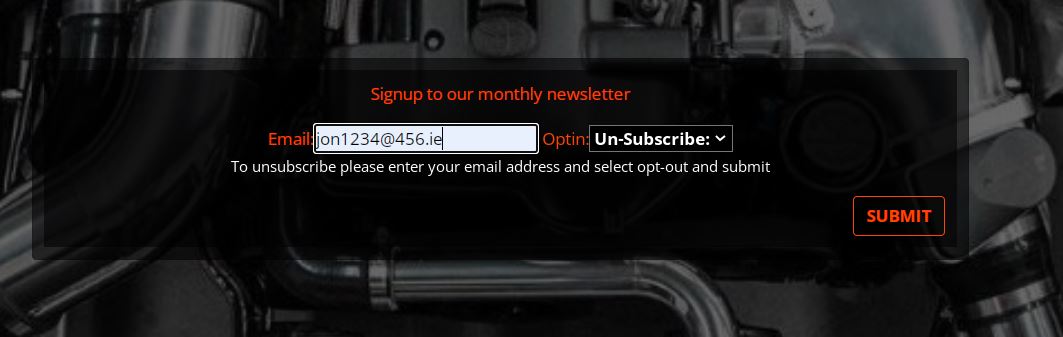 Signup to our monthly newsletter
Email: jon1234@456.ie Optin: Un-Subscribe:
To unsubscribe please enter your email address and select opt-out and submit
SUBMIT